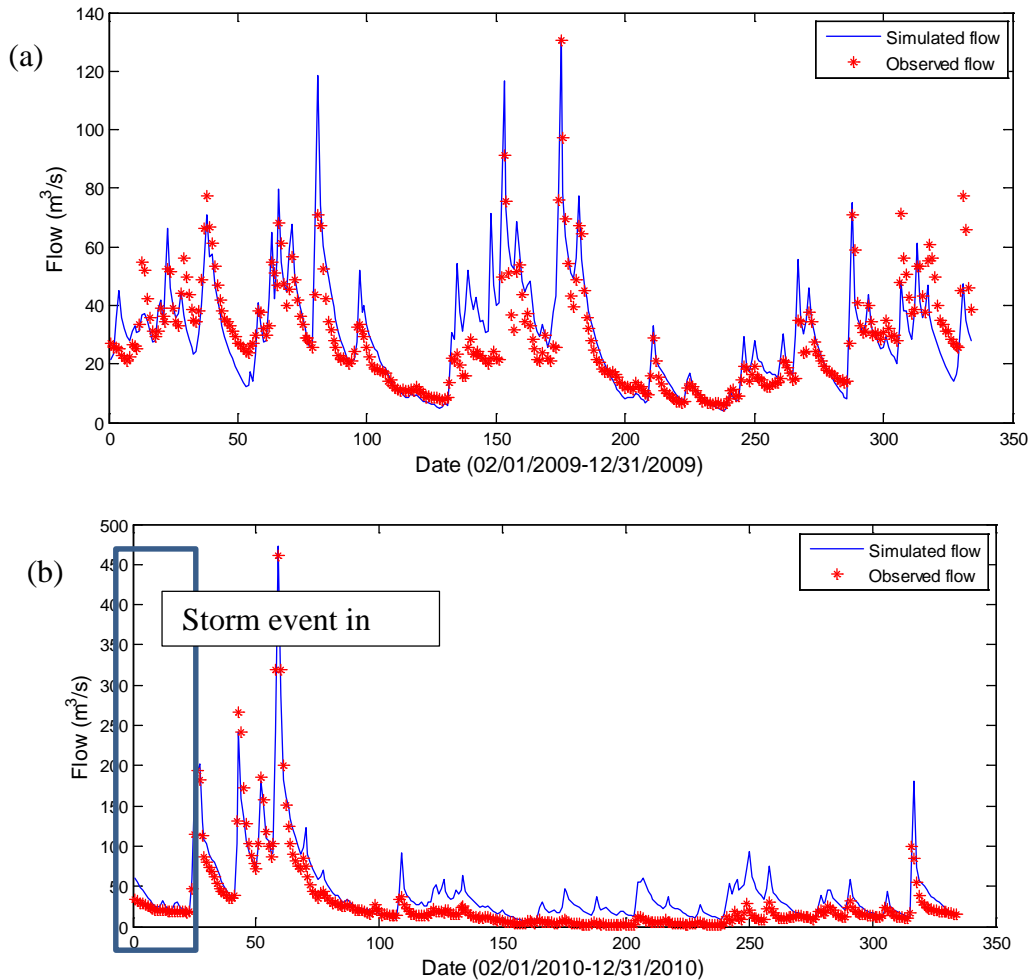 (a)
140
120
100
80
60
40
20
0
Flow (m³/s)
Simulated flow
Observed flow
0 50 100 150 200 250 300 350
Date (02/01/2009-12/31/2009)
(b)
500
450
400
350
300
250
200
150
100
50
0
Flow (m³/s)
Simulated flow
Observed flow
Storm event in
0 50 100 150 200 250 300 350
Date (02/01/2010-12/31/2010)